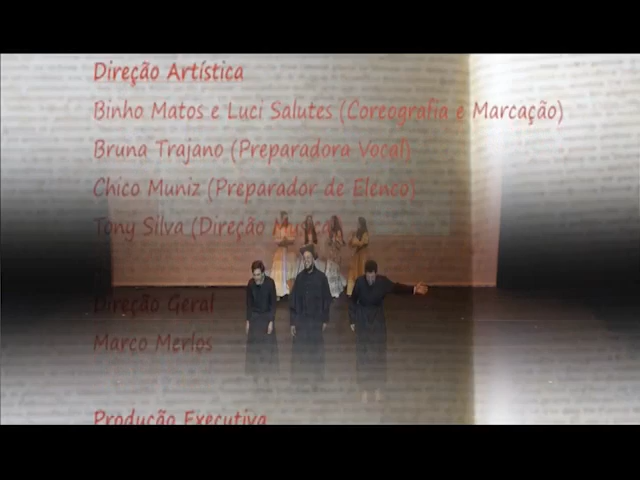 Direção Artística
Binho Matos e Luci Salutes (Coreografia e Marcação)
Bruna Trajano (Preparadora Vocal)
Chico Muniz (Preparador de Elenco)
Tony Silva (Direção Musical)
Direção Geral
Marco Merlos
Produção Executiva